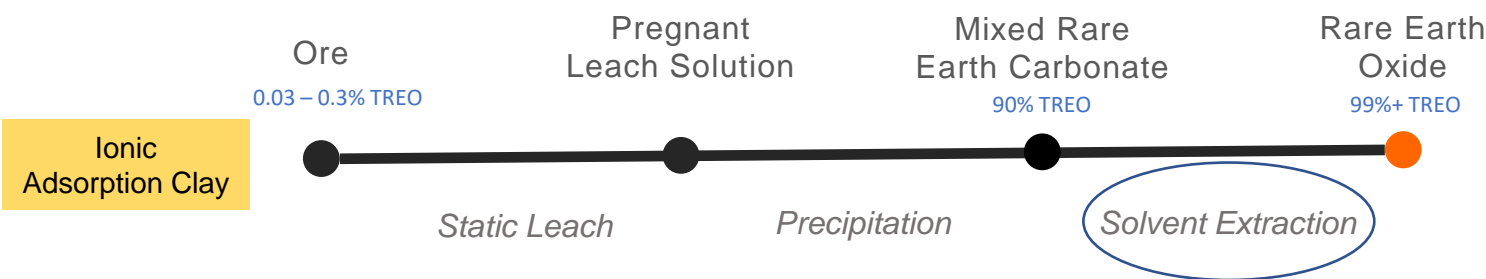 Ionic
Adsorption Clay
Ore
0.03 – 0.3% TREO
Pregnant
Leach Solution
Mixed Rare
Earth Carbonate
90% TREO
Rare Earth
Oxide
99%+ TREO
Static Leach
Precipitation
Solvent Extraction